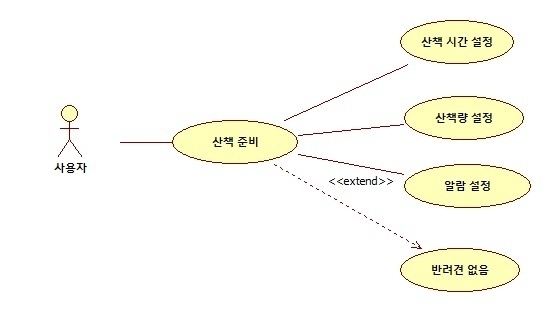 산책 시간 설정
산책량 설정
산책 준비
사용자
<<extend>>
알람 설정
반려견 없음